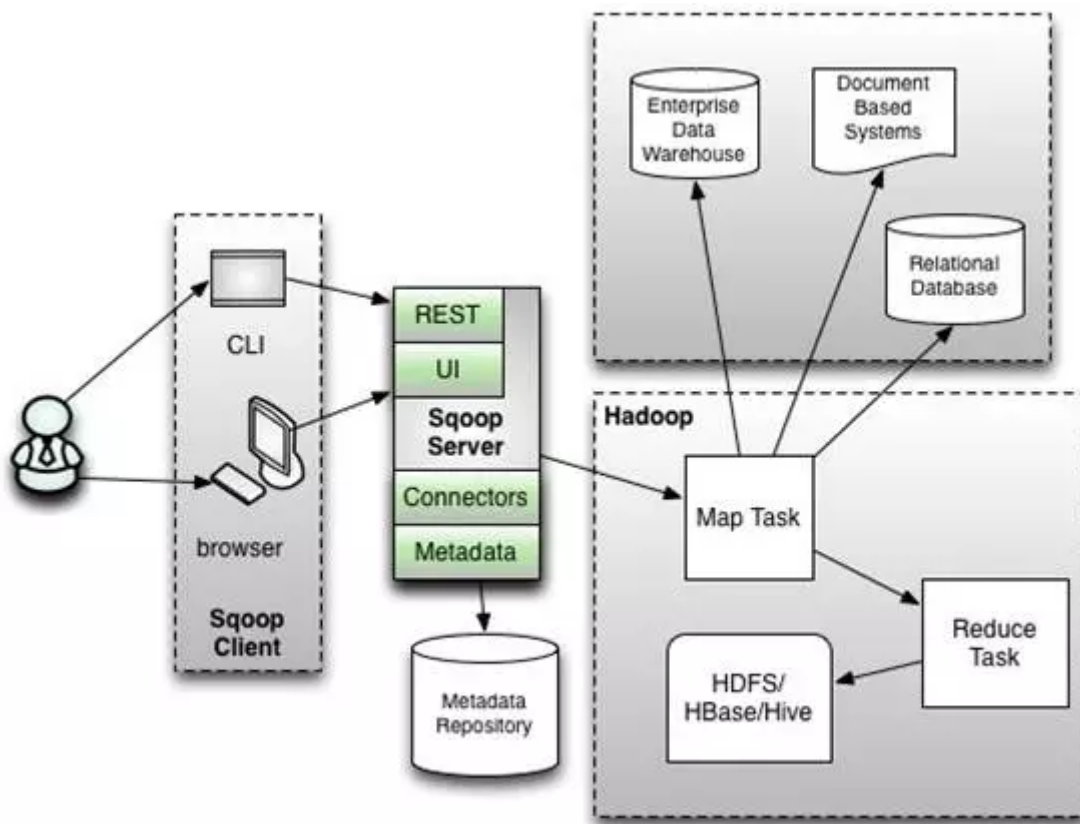 Enterprise
Data
Warehouse
Document
Based
Systems
Relational
Database
CLI
browser
Sqoop
Client
REST
UI
Sqoop
Server
Connectors
Metadata
Metadata
Repository
Hadoop
Map Task
Reduce
Task
HDFS/
HBase/Hive